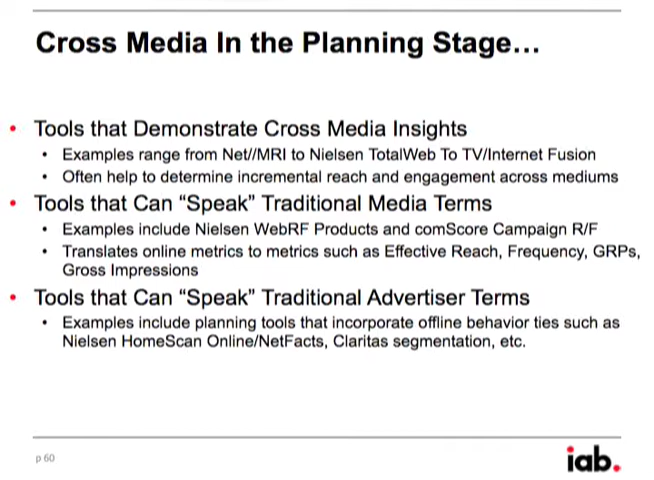 Cross Media In the Planning Stage…
• Tools that Demonstrate Cross Media Insights
• Examples range from Net//MRI to Nielsen TotalWeb To TV/Internet Fusion
• Often help to determine incremental reach and engagement across mediums
• Tools that Can “Speak” Traditional Media Terms
• Examples include Nielsen WebRF Products and comScore Campaign R/F
• Translates online metrics to metrics such as Effective Reach, Frequency, GRPs,
Gross Impressions
• Tools that Can “Speak” Traditional Advertiser Terms
• Examples include planning tools that incorporate offline behavior ties such as
Nielsen HomeScan Online/NetFacts, Claritas segmentation, etc.
p 60
iab.